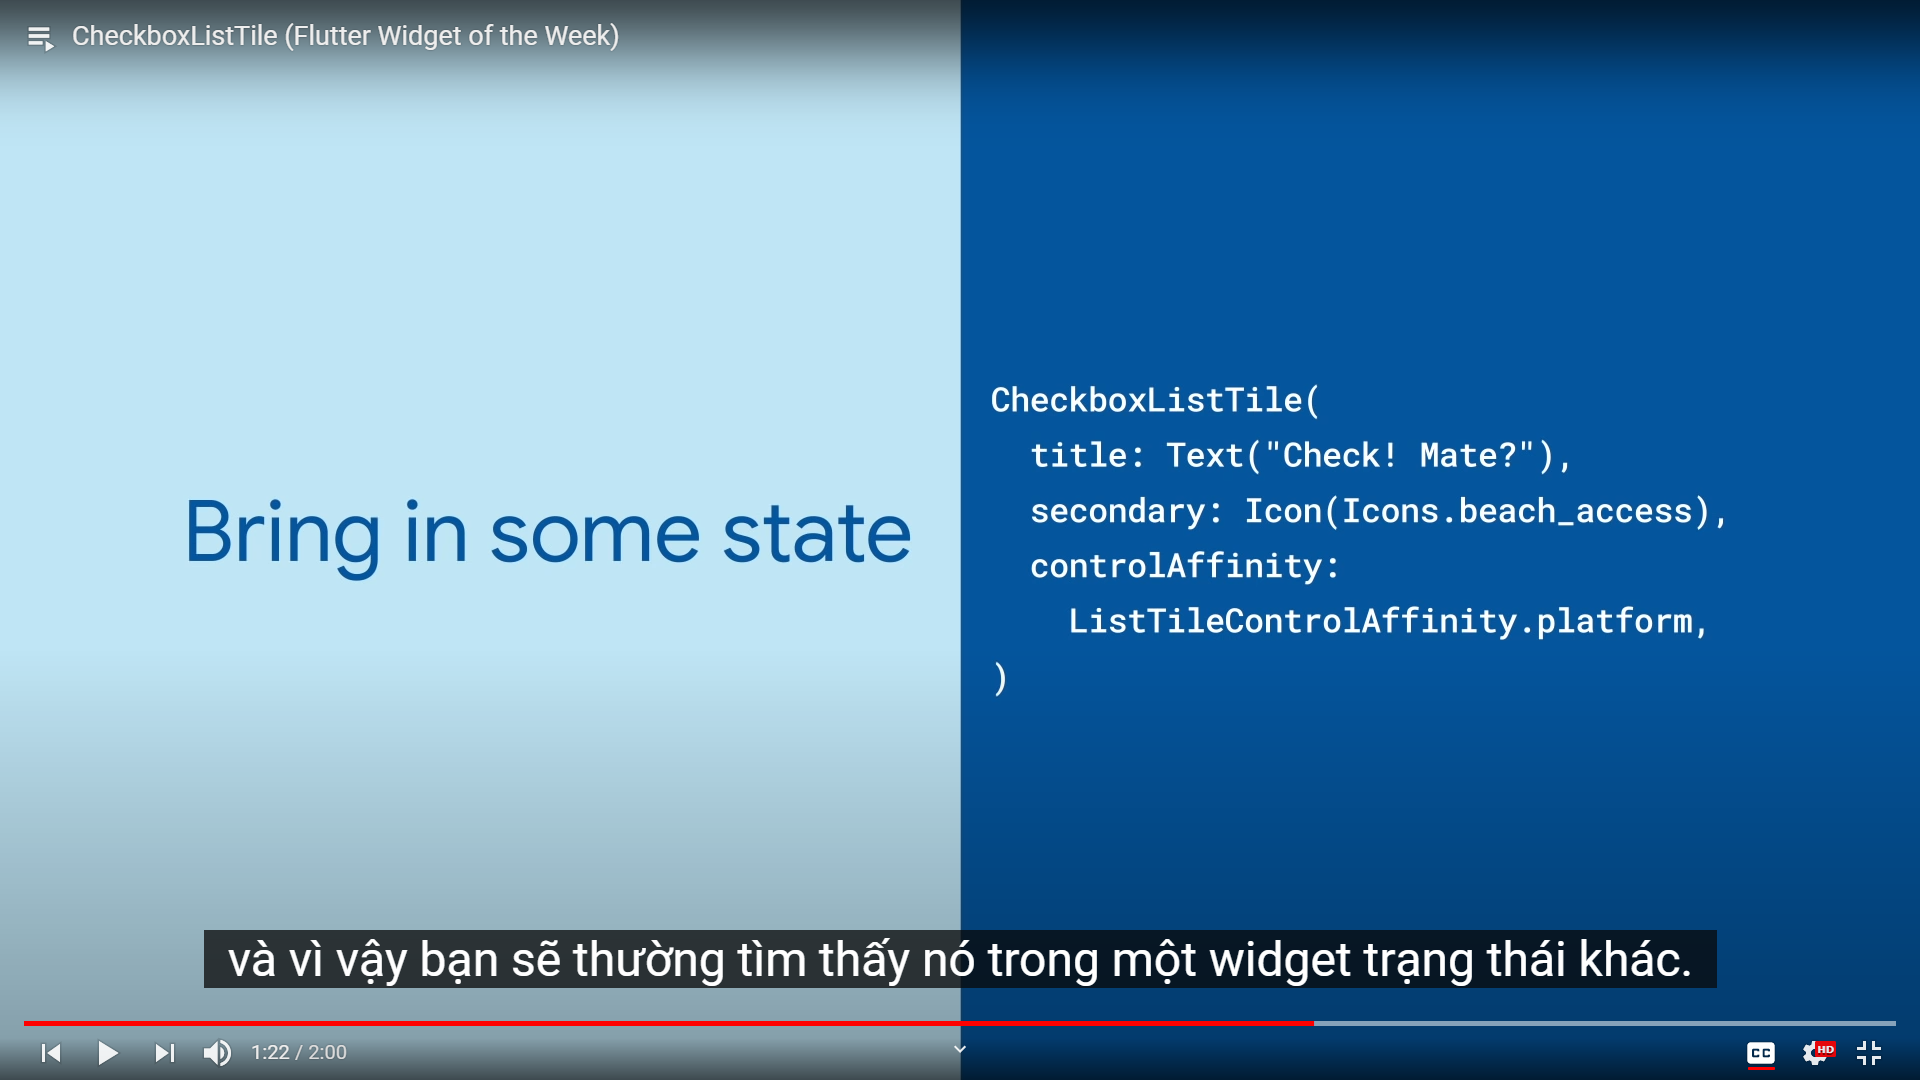 CheckboxListTile (Flutter Widget of the Week)
Bring in some state
CheckboxListTile(
  title: Text("Check! Mate?"),
  secondary: Icon(Icons.beach_access),
  controlAffinity:
    ListTileControlAffinity.platform,
)
và vì vậy bạn sẽ thường tìm thấy nó trong một widget trạng thái khác.
1:22 / 2:00
CC
HD